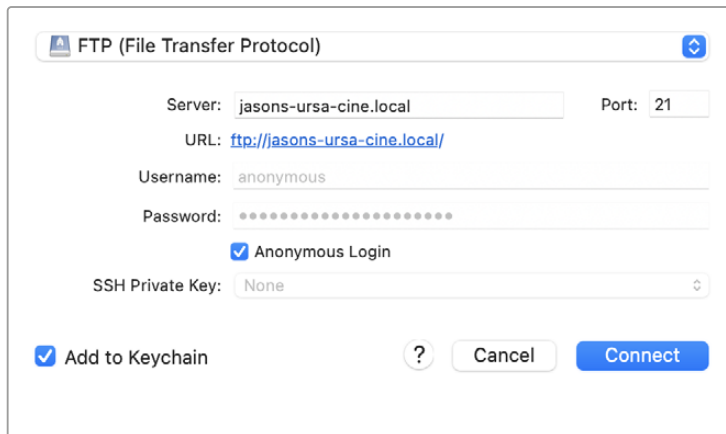 FTP (File Transfer Protocol)
Server: jasons-ursa-cine.local Port: 21
URL: ftp://jasons-ursa-cine.local/
Username: anonymous
Password: •••••••••••••••••••••
Anonymous Login
SSH Private Key: None
Add to Keychain ? Cancel Connect